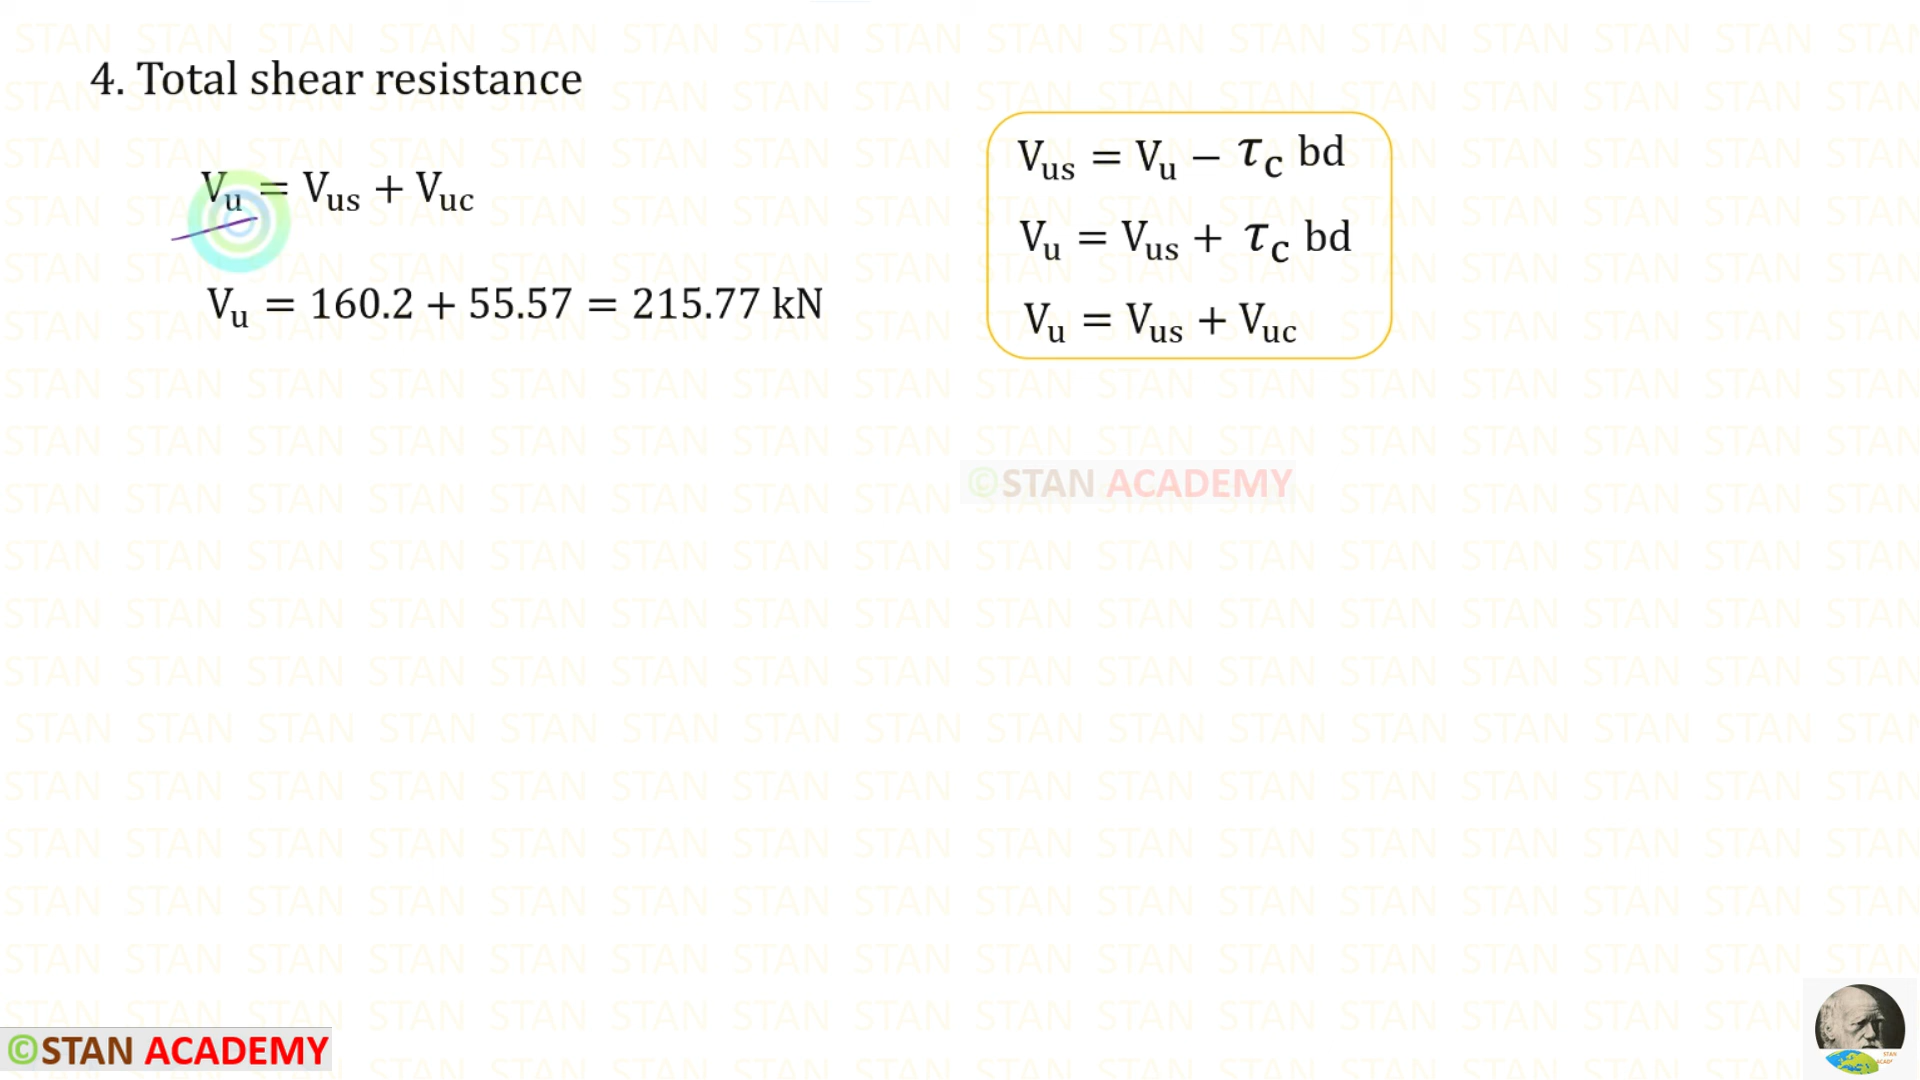 4. Total shear resistance
Vu = Vus + Vuc
Vu = 160.2 + 55.57 = 215.77 kN
Vus = Vu − τc bd
Vu = Vus + τc bd
Vu = Vus + Vuc
©STAN ACADEMY
©STAN ACADEMY